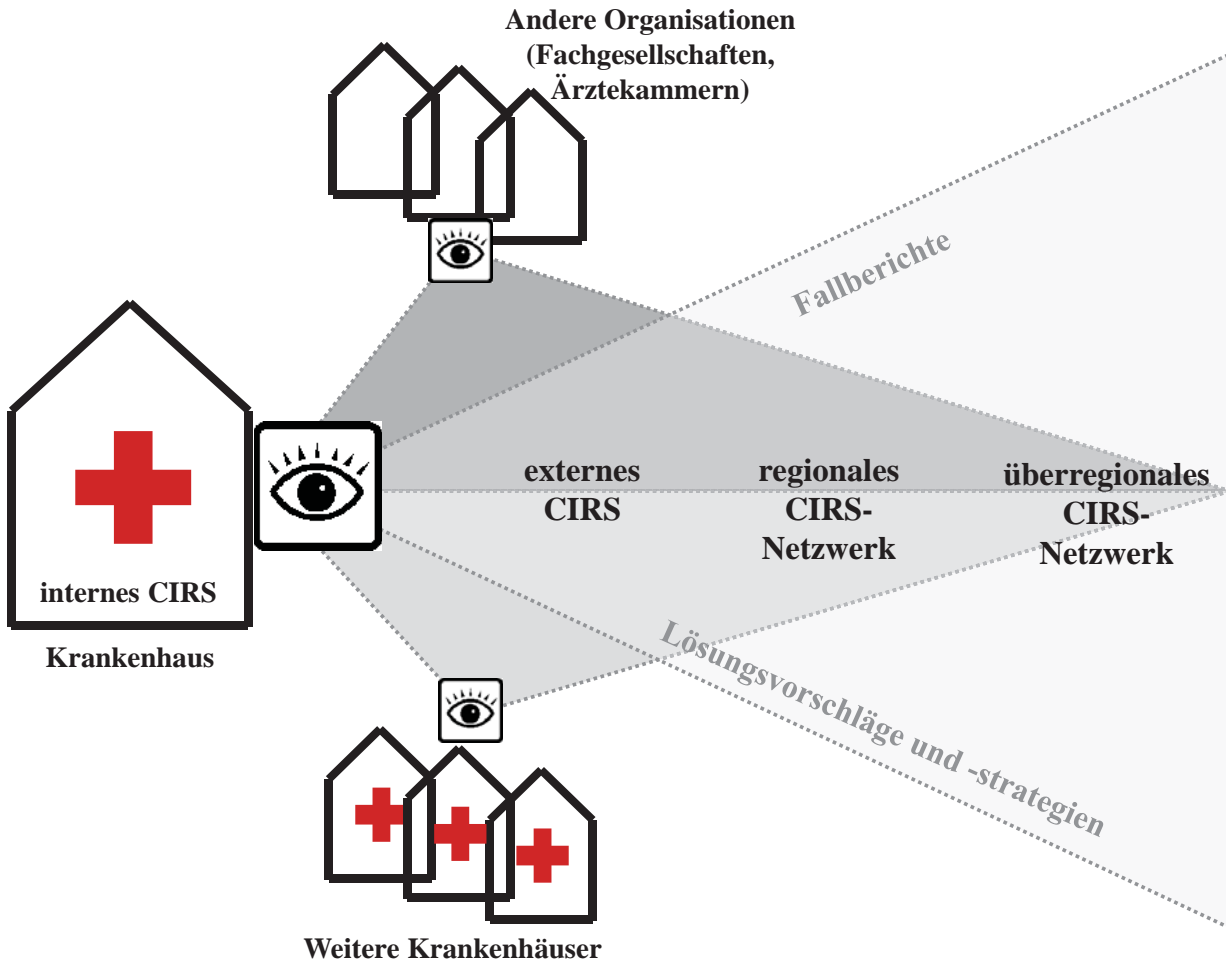 Andere Organisationen
(Fachgesellschaften,
Ärztekammern)
Fallberichte
externes
CIRS
regionales
CIRS-
Netzwerk
überregionales
CIRS-
Netzwerk
internes CIRS
Krankenhaus
Lösungsvorschläge und -strategien
Weitere Krankenhäuser